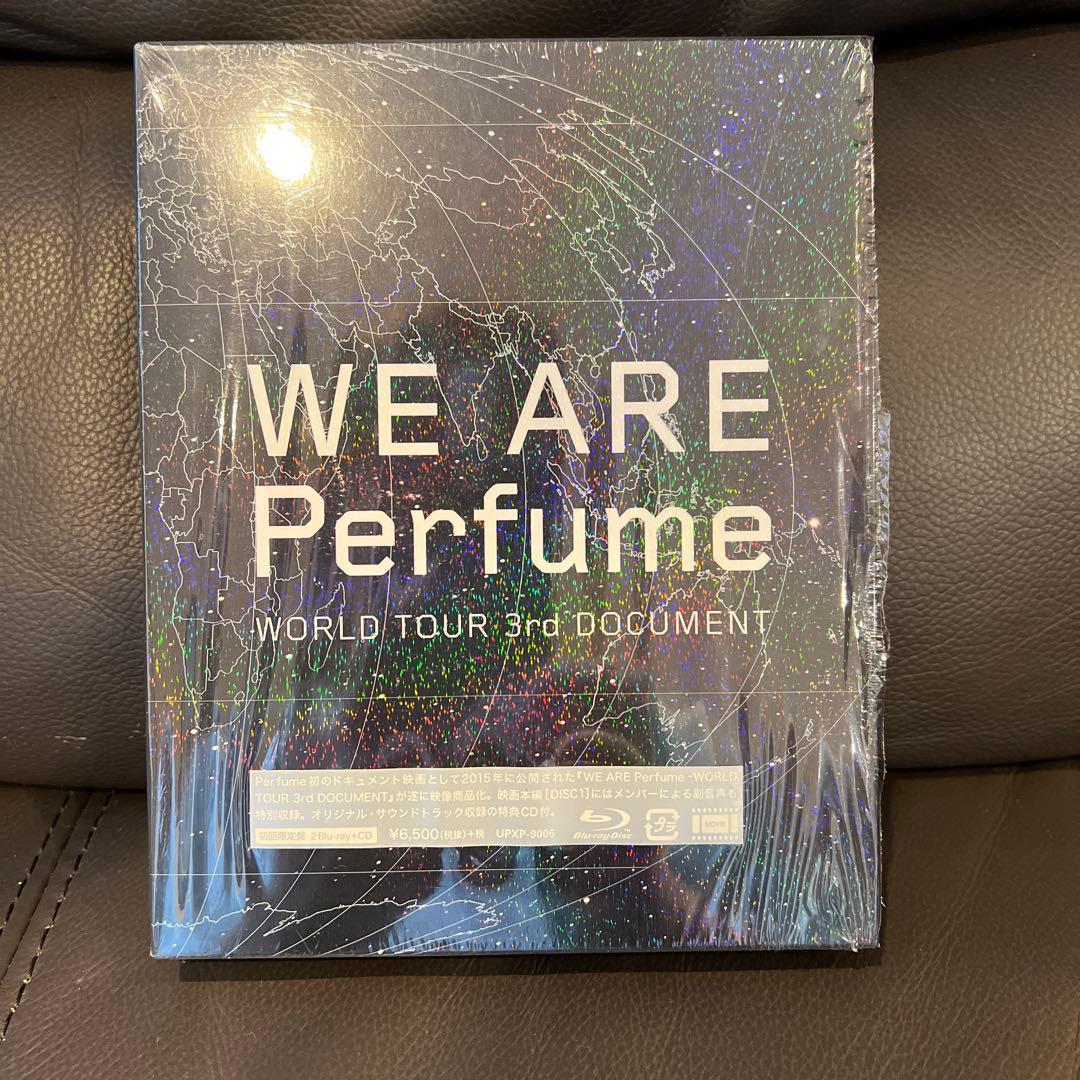 WE ARE
Perfume
WORLD TOUR 3rd DOCUMENT
Perfume初のドキュメント映画として2015年に公開された『WE ARE Perfume -WORLD
TOUR 3rd DOCUMENT』が遂に映像商品化。映画本編[DISC1]にはメンバーによる副音声も
特別収録。オリジナル・サウンドトラック収録の特典CD付。
初回限定盤 2Blu-ray+CD ¥6,500(税抜)+税 UPXP-9006 Blu-ray Disc プラ MOVIE